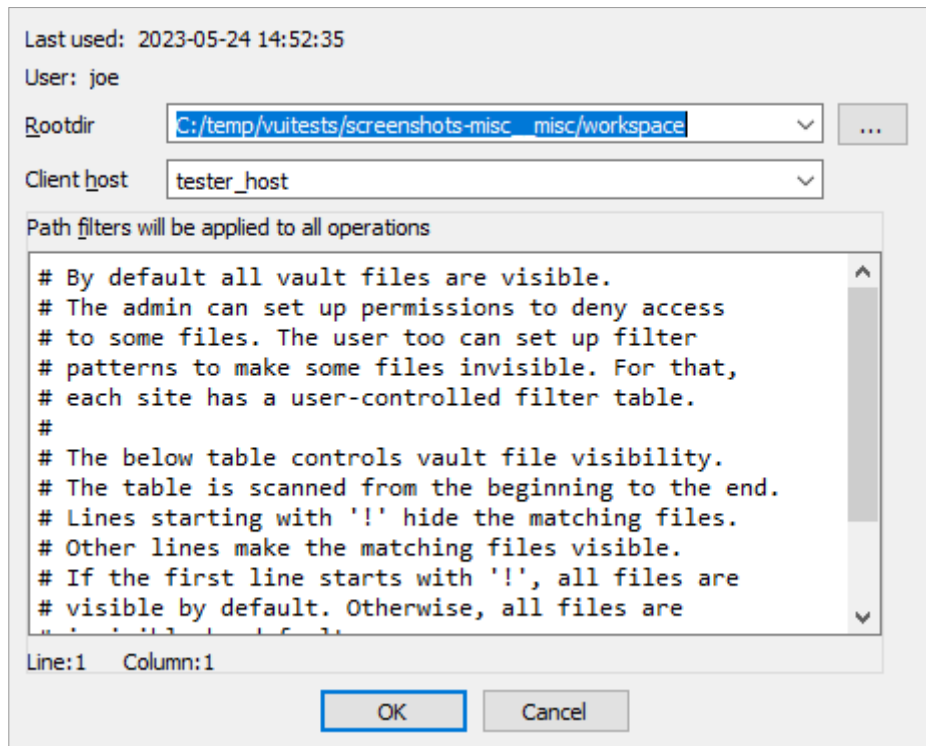 Last used: 2023-05-24 14:52:35
User: joe
Rootdir C:/temp/vuitests/screenshots-misc__misc/workspace ...
Client host tester_host
Path filters will be applied to all operations
# By default all vault files are visible.
# The admin can set up permissions to deny access
# to some files. The user too can set up filter
# patterns to make some files invisible. For that,
# each site has a user-controlled filter table.
#
# The below table controls vault file visibility.
# The table is scanned from the beginning to the end.
# Lines starting with '!' hide the matching files.
# Other lines make the matching files visible.
# If the first line starts with '!', all files are
# visible by default. Otherwise, all files are
Line:1 Column:1
OK Cancel